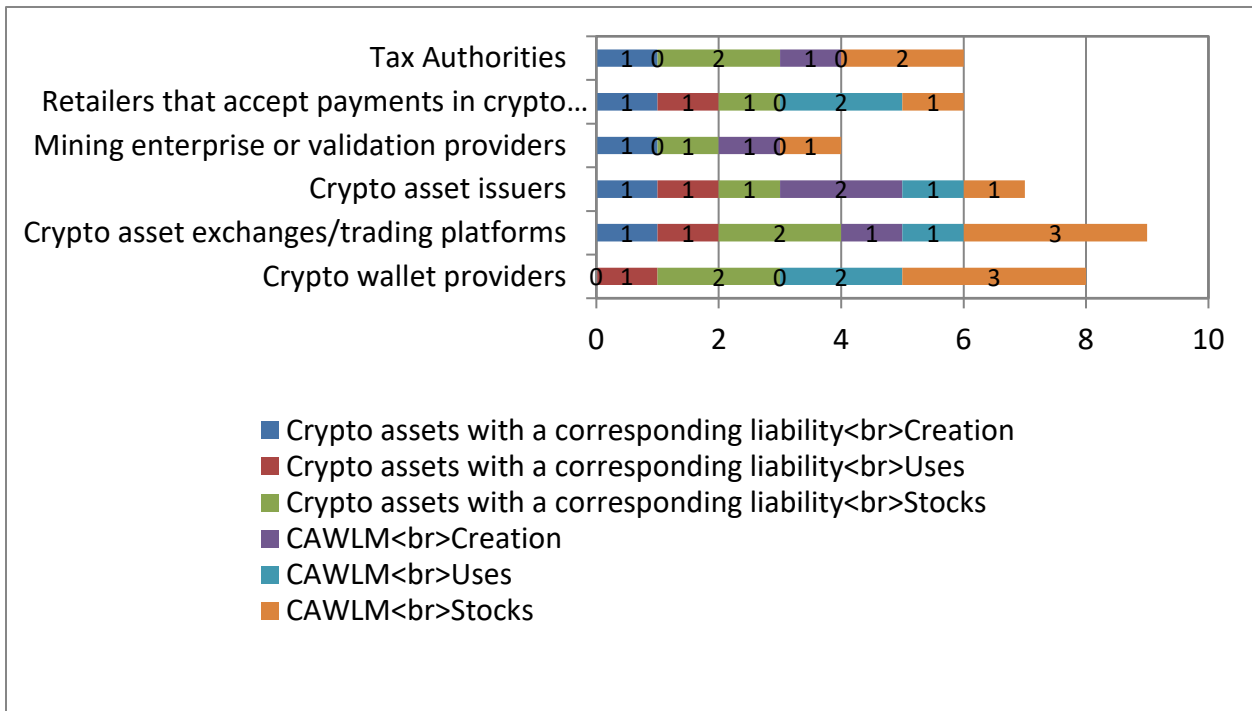 Tax Authorities
1 0 2 1 0 2
Retailers that accept payments in crypto...
1 1 1 0 2 1
Mining enterprise or validation providers
1 0 1 1 0 1
Crypto asset issuers
1 1 1 2 1 1
Crypto asset exchanges/trading platforms
1 1 2 1 1 3
Crypto wallet providers
0 1 2 0 2 3
0 2 4 6 8 10
Crypto assets with a corresponding liability<br>Creation
Crypto assets with a corresponding liability<br>Uses
Crypto assets with a corresponding liability<br>Stocks
CAWLM<br>Creation
CAWLM<br>Uses
CAWLM<br>Stocks